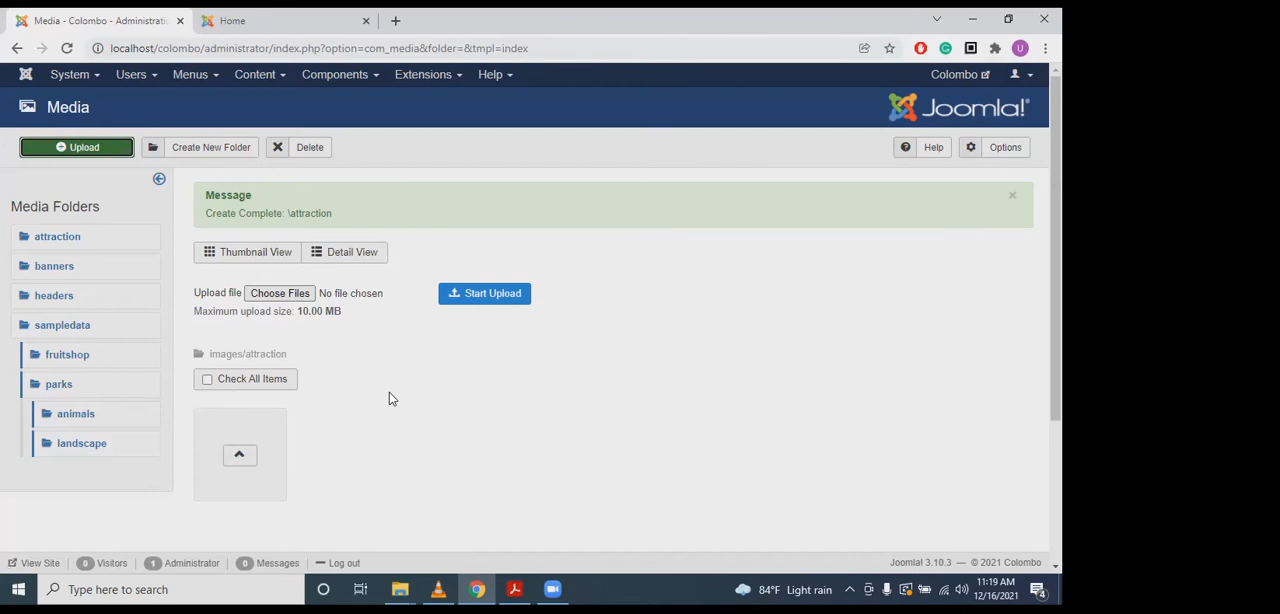 Media - Colombo - Administratio
Home
localhost/colombo/administrator/index.php?option=com_media&folder=&tmpl=index
U
System Users Menus Content Components Extensions Help Colombo
Media Joomla!®
Upload Create New Folder Delete Help Options
Media Folders
attraction
banners
headers
sampledata
fruitshop
parks
animals
landscape
Message
Create Complete: \attraction
Thumbnail View Detail View
Upload file Choose Files No file chosen Start Upload
Maximum upload size: 10.00 MB
images/attraction
Check All Items
View Site 0 Visitors 1 Administrator 0 Messages Log out Joomla! 3.10.3 — © 2021 Colombo
Type here to search
84°F Light rain
11:19 AM
12/16/2021
4